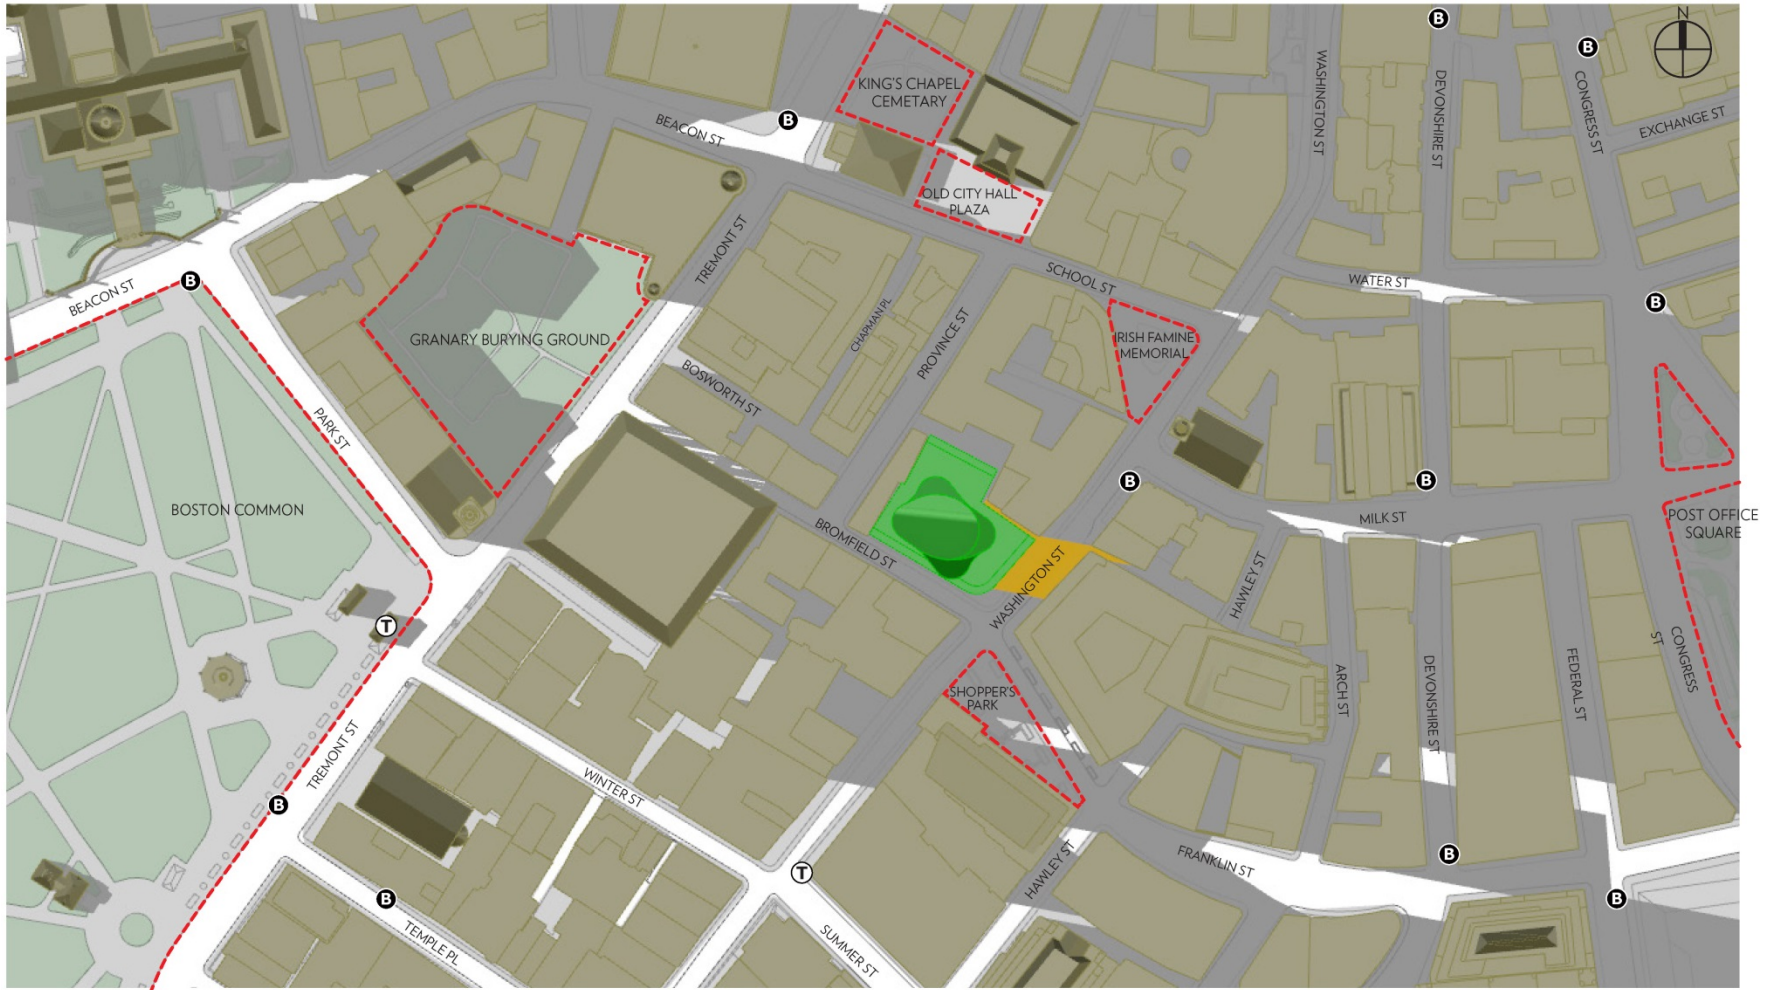 N
B
B
B
KING'S CHAPEL
CEMETARY
WASHINGTON ST
DEVONSHIRE ST
CONGRESS ST
EXCHANGE ST
BEACON ST
OLD CITY HALL
PLAZA
TREMONT ST
SCHOOL ST
WATER ST
B
B
BEACON ST
GRANARY BURYING GROUND
CHAPMAN PL
PROVINCE ST
IRISH FAMINE
MEMORIAL
BOSWORTH ST
PARK ST
B
B
BOSTON COMMON
BROMFIELD ST
MILK ST
POST OFFICE
SQUARE
WASHINGTON ST
HAWLEY ST
T
ARCH ST
DEVONSHIRE ST
FEDERAL ST
CONGRESS
ST
SHOPPER'S
PARK
TREMONT ST
WINTER ST
B
B
FRANKLIN ST
HAWLEY ST
T
B
B
TEMPLE PL
SUMMER ST